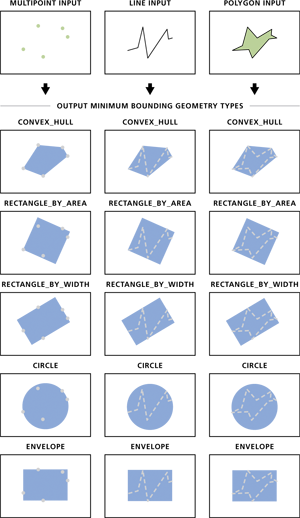 MULTIPOINT INPUT LINE INPUT POLYGON INPUT
OUTPUT MINIMUM BOUNDING GEOMETRY TYPES
CONVEX_HULL CONVEX_HULL CONVEX_HULL
RECTANGLE_BY_AREA RECTANGLE_BY_AREA RECTANGLE_BY_AREA
RECTANGLE_BY_WIDTH RECTANGLE_BY_WIDTH RECTANGLE_BY_WIDTH
CIRCLE CIRCLE CIRCLE
ENVELOPE ENVELOPE ENVELOPE